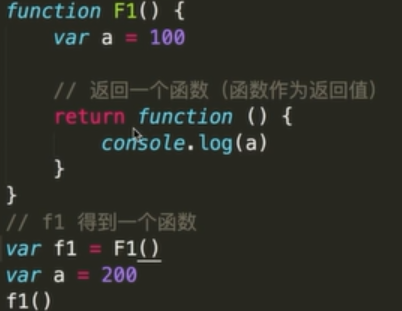 function F1() {
    var a = 100

    // 返回一个函数（函数作为返回值）
    return function () {
        console.log(a)
    }
}
// f1 得到一个函数
var f1 = F1()
var a = 200
f1()